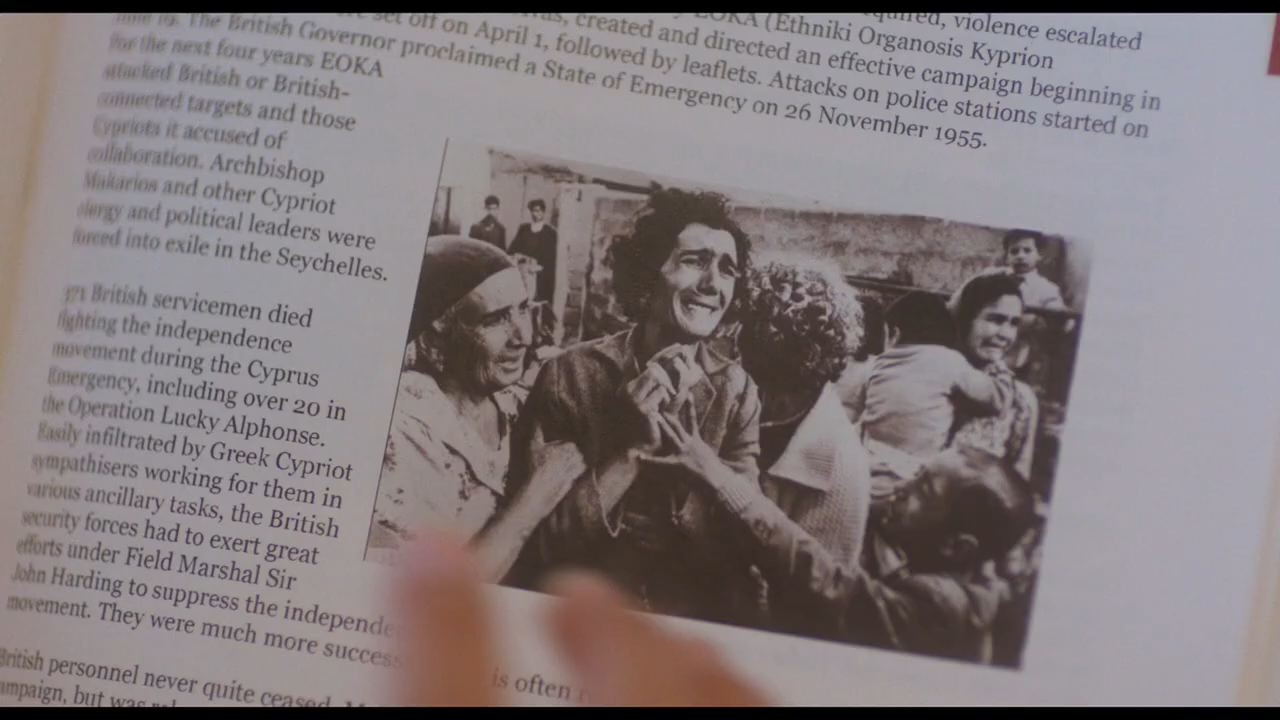 quired, violence escalated
EOKA (Ethniki Organosis Kyprion
created and directed an effective campaign beginning in
set off on April 1, followed by leaflets. Attacks on police stations started on
The British Governor proclaimed a State of Emergency on 26 November 1955.
for the next four years EOKA
attacked British or British-
connected targets and those
Cypriots it accused of
collaboration. Archbishop
Makarios and other Cypriot
clergy and political leaders were
forced into exile in the Seychelles.
371 British servicemen died
fighting the independence
movement during the Cyprus
Emergency, including over 20 in
the Operation Lucky Alphonse.
Easily infiltrated by Greek Cypriot
sympathisers working for them in
various ancillary tasks, the British
security forces had to exert great
efforts under Field Marshal Sir
John Harding to suppress the independe
movement. They were much more success
is often
British personnel never quite ceased.
ampaign, but was